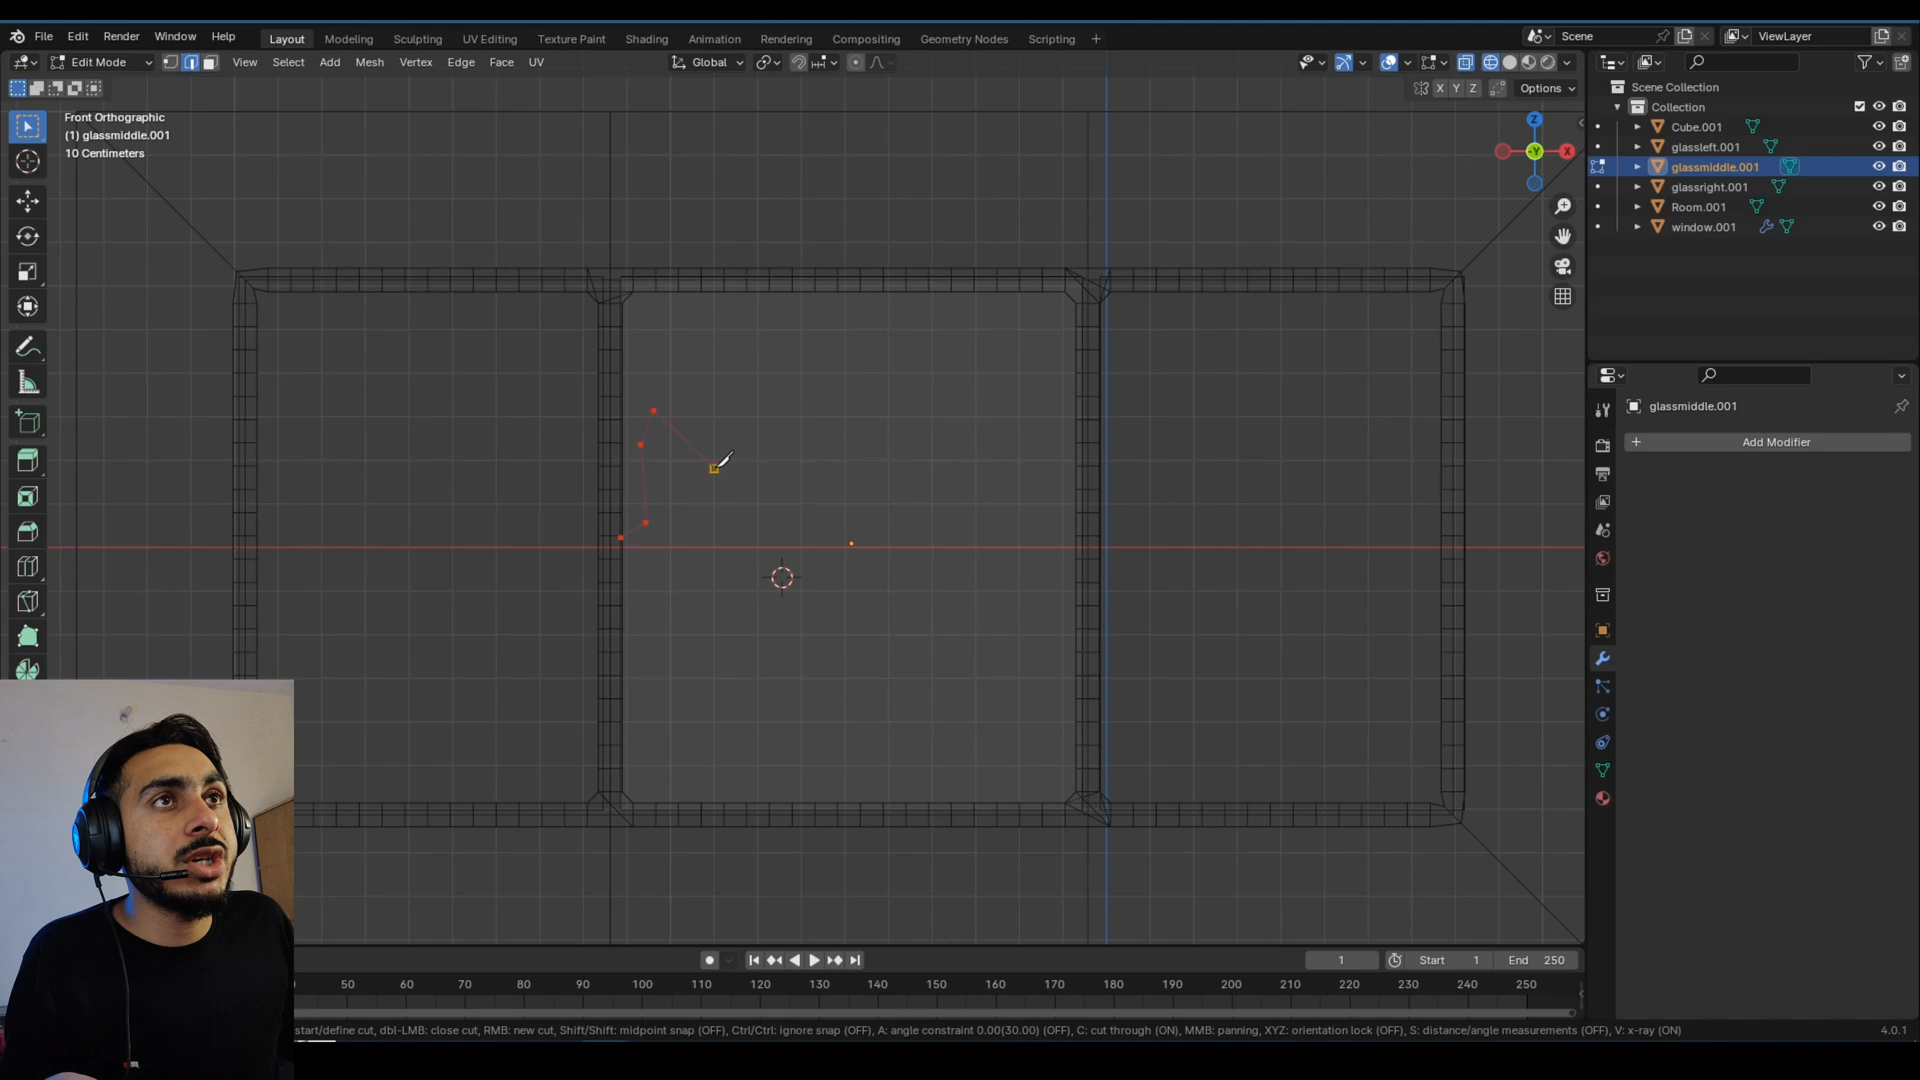 File Edit Render Window Help Layout Modeling Sculpting UV Editing Texture Paint Shading Animation Rendering Compositing Geometry Nodes Scripting + Scene ViewLayer
Edit Mode View Select Add Mesh Vertex Edge Face UV Global
X Y Z Options
Front Orthographic
(1) glassmiddle.001
10 Centimeters
Z
-Y X
Scene Collection
Collection
Cube.001
glassleft.001
glassmiddle.001
glassright.001
Room.001
window.001
glassmiddle.001
+ Add Modifier
1 Start 1 End 250
50 60 70 80 90 100 110 120 130 140 150 160 170 180 190 200 210 220 230 240 250
start/define cut, dbl-LMB: close cut, RMB: new cut, Shift/Shift: midpoint snap (OFF), Ctrl/Ctrl: ignore snap (OFF), A: angle constraint 0.00(30.00) (OFF), C: cut through (ON), MMB: panning, XYZ: orientation lock (OFF), S: distance/angle measurements (OFF), V: x-ray (ON) 4.0.1